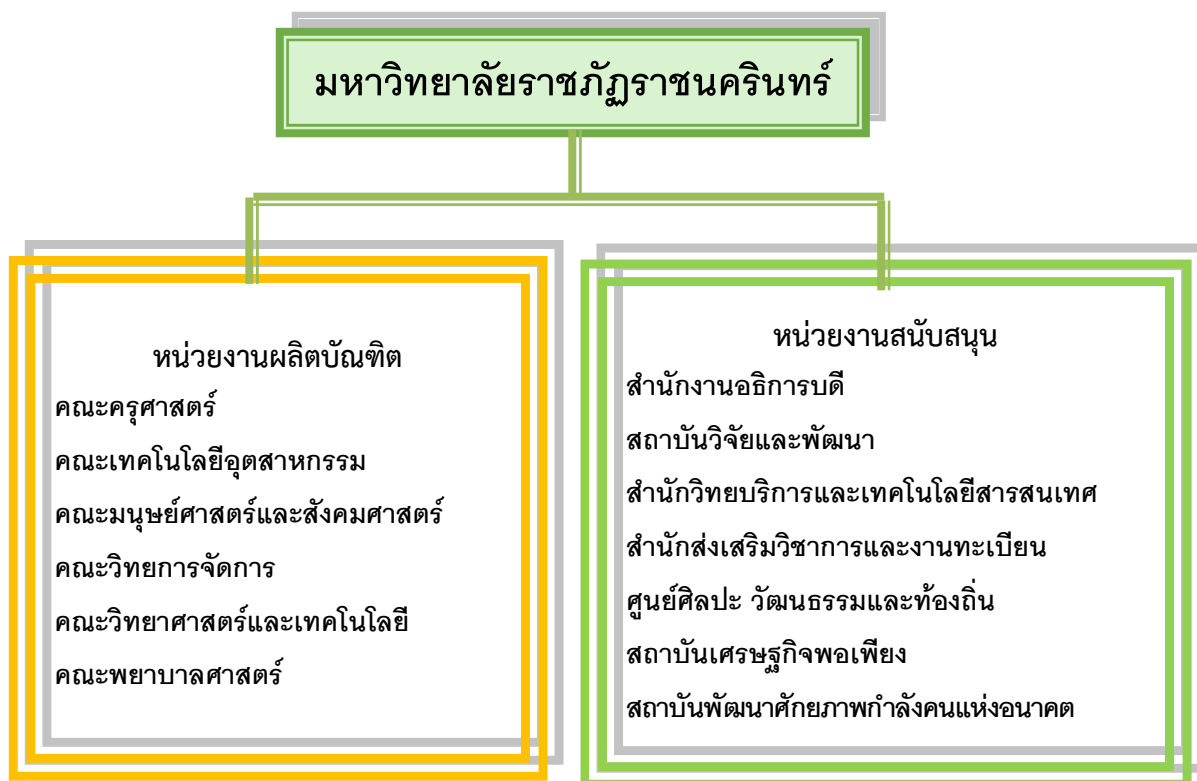 มหาวิทยาลัยราชภัฏราชนครินทร์
หน่วยงานผลิตบัณฑิต
คณะครุศาสตร์
คณะเทคโนโลยีอุตสาหกรรม
คณะมนุษย์ศาสตร์และสังคมศาสตร์
คณะวิทยการจัดการ
คณะวิทยาศาสตร์และเทคโนโลยี
คณะพยาบาลศาสตร์
หน่วยงานสนับสนุน
สำนักงานอธิการบดี
สถาบันวิจัยและพัฒนา
สำนักวิทยบริการและเทคโนโลยีสารสนเทศ
สำนักส่งเสริมวิชาการและงานทะเบียน
ศูนย์ศิลปะ วัฒนธรรมและท้องถิ่น
สถาบันเศรษฐกิจพอเพียง
สถาบันพัฒนาศักยภาพกำลังคนแห่งอนาคต